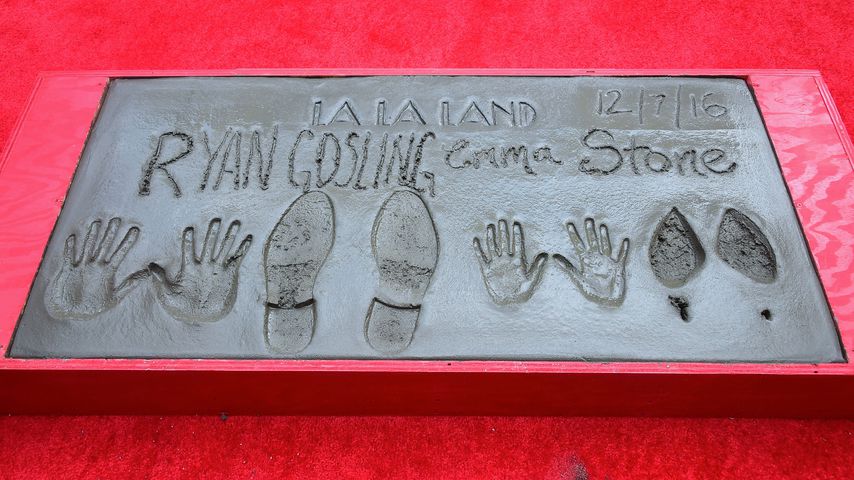 LA LA LAND 12/7/16
RYAN GOSLING emma Stone